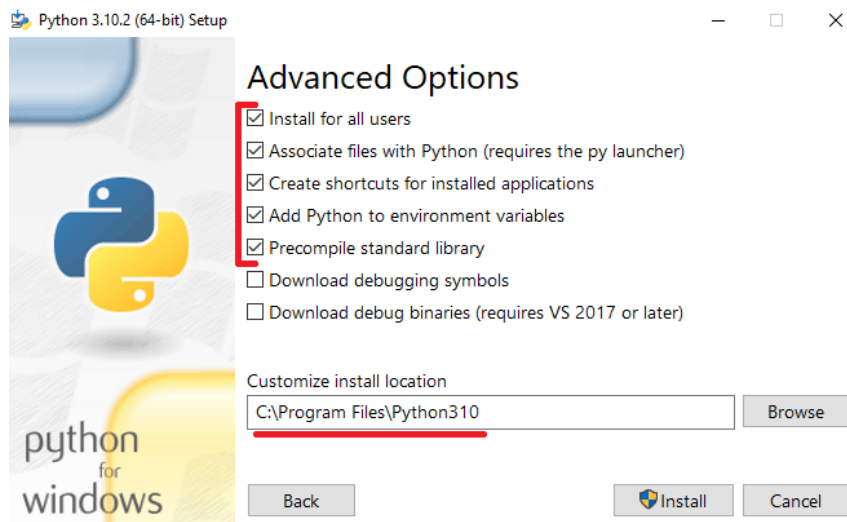 Python 3.10.2 (64-bit) Setup
Advanced Options
Install for all users
Associate files with Python (requires the py launcher)
Create shortcuts for installed applications
Add Python to environment variables
Precompile standard library
Download debugging symbols
Download debug binaries (requires VS 2017 or later)
Customize install location
C:\Program Files\Python310
Browse
python
for
windows
Back
Install
Cancel